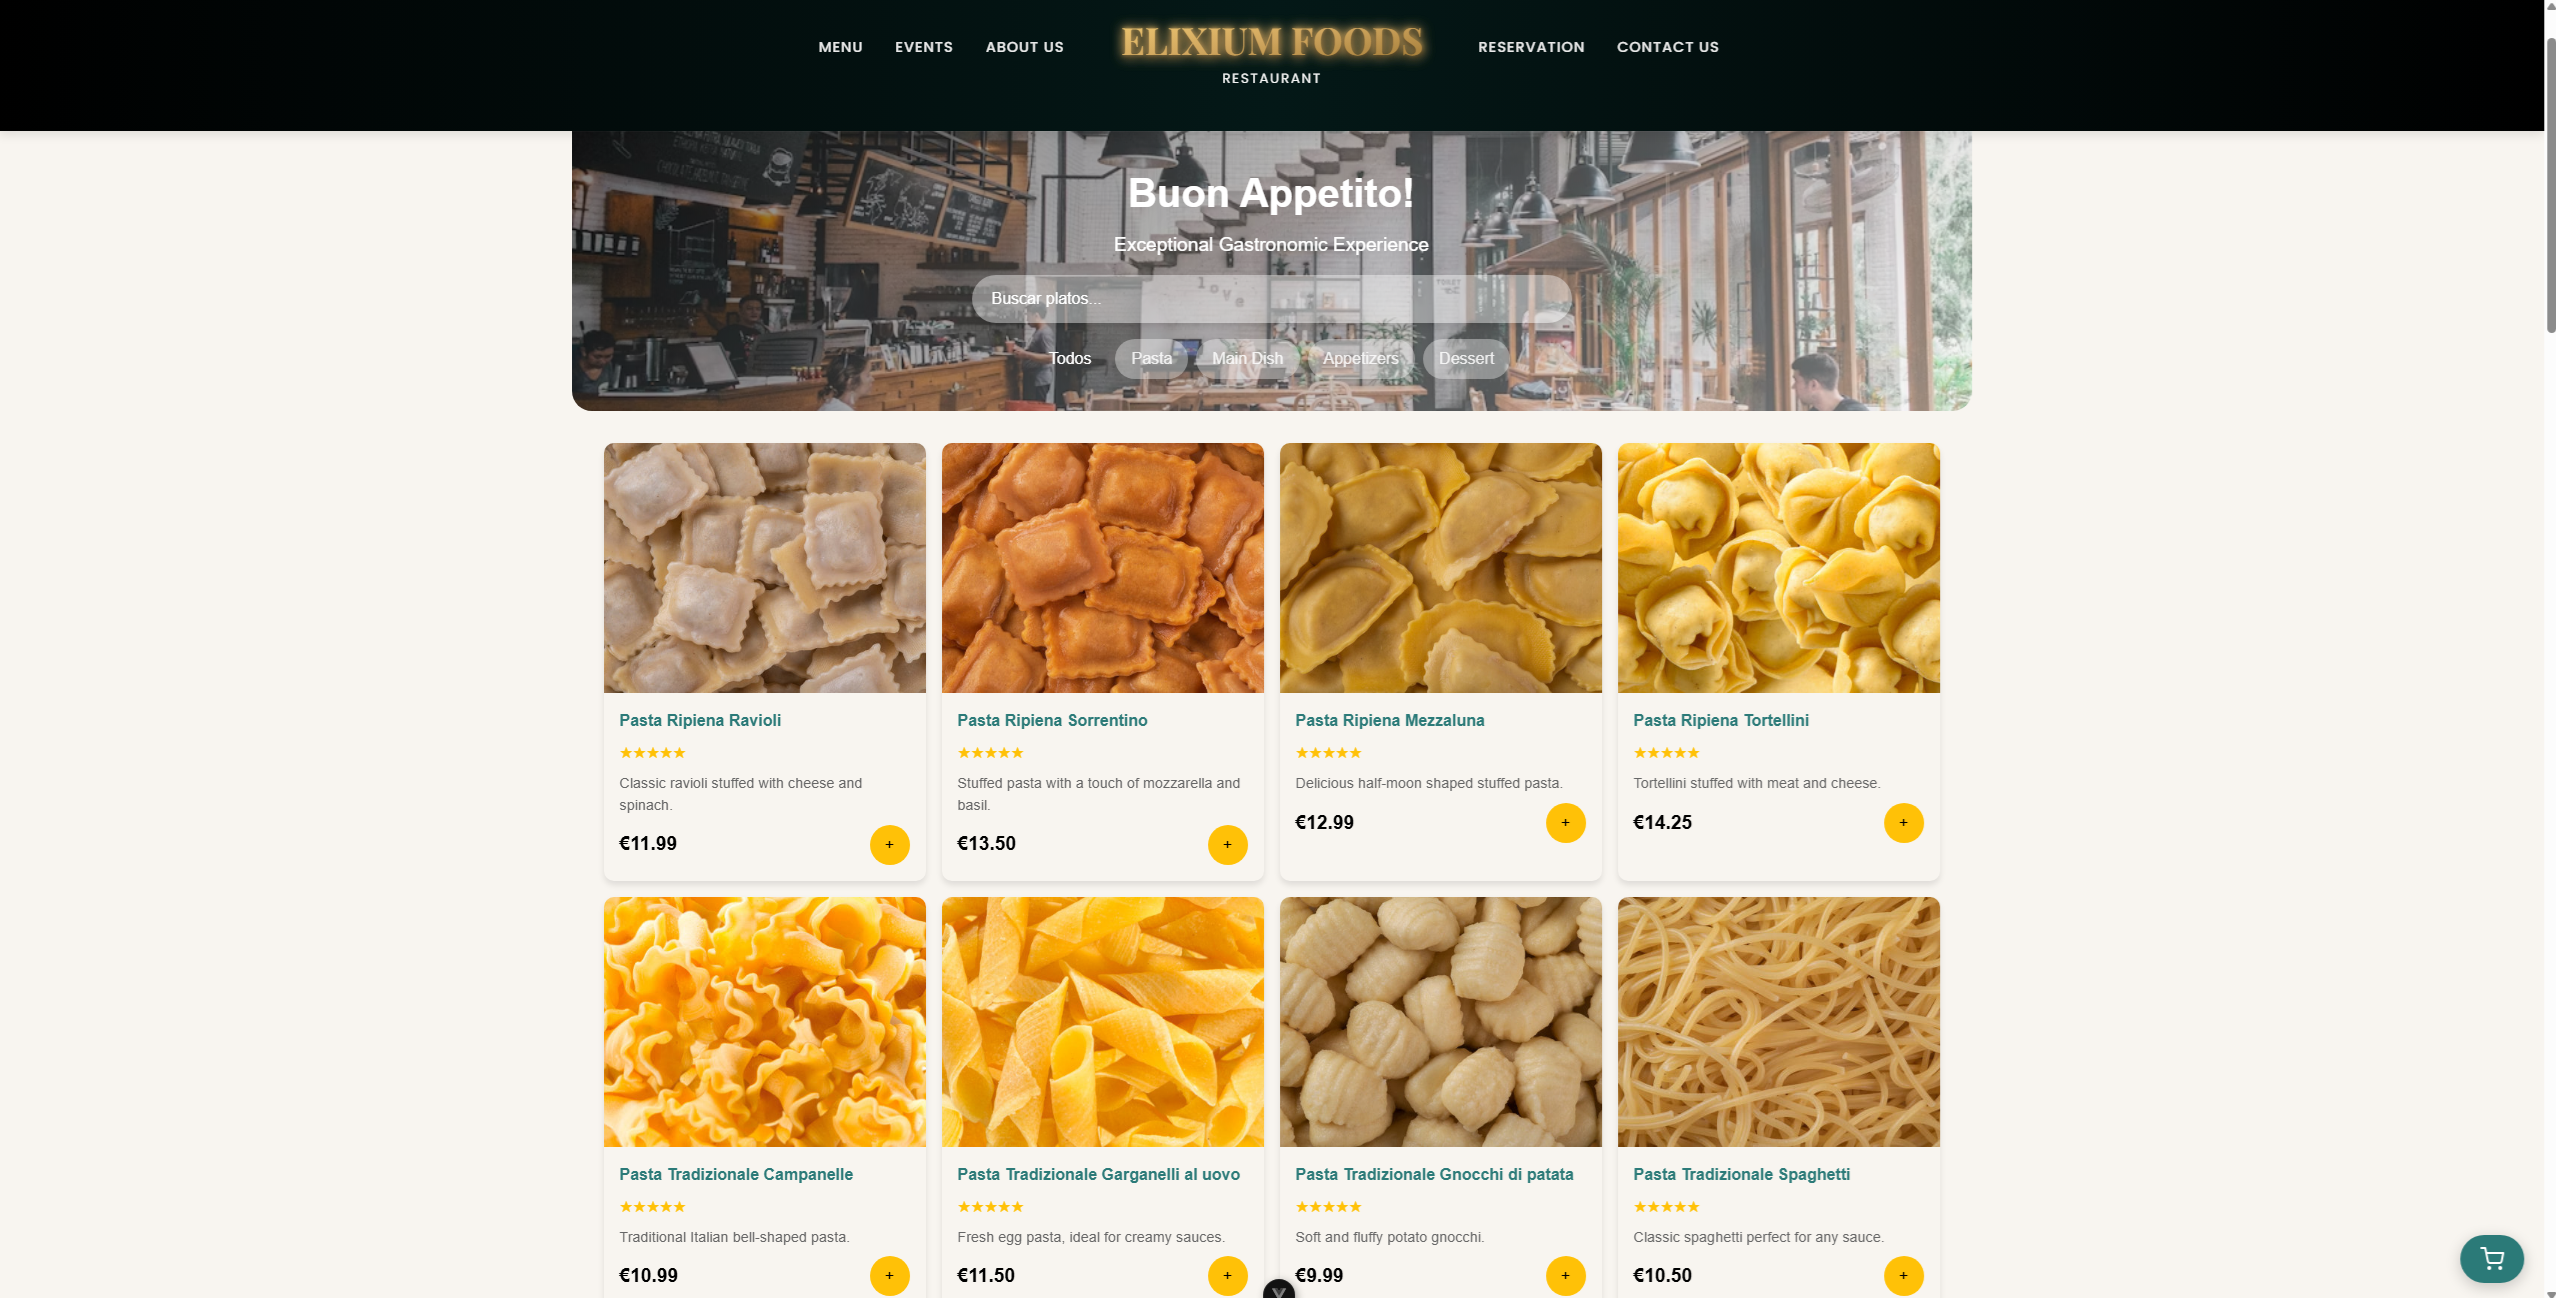 MENU EVENTS ABOUT US ELIXIUM FOODS RESERVATION CONTACT US
RESTAURANT
Buon Appetito!
Exceptional Gastronomic Experience
love
Buscar platos...
Todos Pasta Main Dish Appetizers Dessert
Pasta Ripiena Ravioli
★★★★★
Classic ravioli stuffed with cheese and
spinach.
€11.99 +
Pasta Ripiena Sorrentino
★★★★★
Stuffed pasta with a touch of mozzarella and
basil.
€13.50 +
Pasta Ripiena Mezzaluna
★★★★★
Delicious half-moon shaped stuffed pasta.
€12.99 +
Pasta Ripiena Tortellini
★★★★★
Tortellini stuffed with meat and cheese.
€14.25 +
Pasta Tradizionale Campanelle
★★★★★
Traditional Italian bell-shaped pasta.
€10.99 +
Pasta Tradizionale Garganelli al uovo
★★★★★
Fresh egg pasta, ideal for creamy sauces.
€11.50 +
Pasta Tradizionale Gnocchi di patata
★★★★★
Soft and fluffy potato gnocchi.
€9.99 +
Pasta Tradizionale Spaghetti
★★★★★
Classic spaghetti perfect for any sauce.
€10.50 +